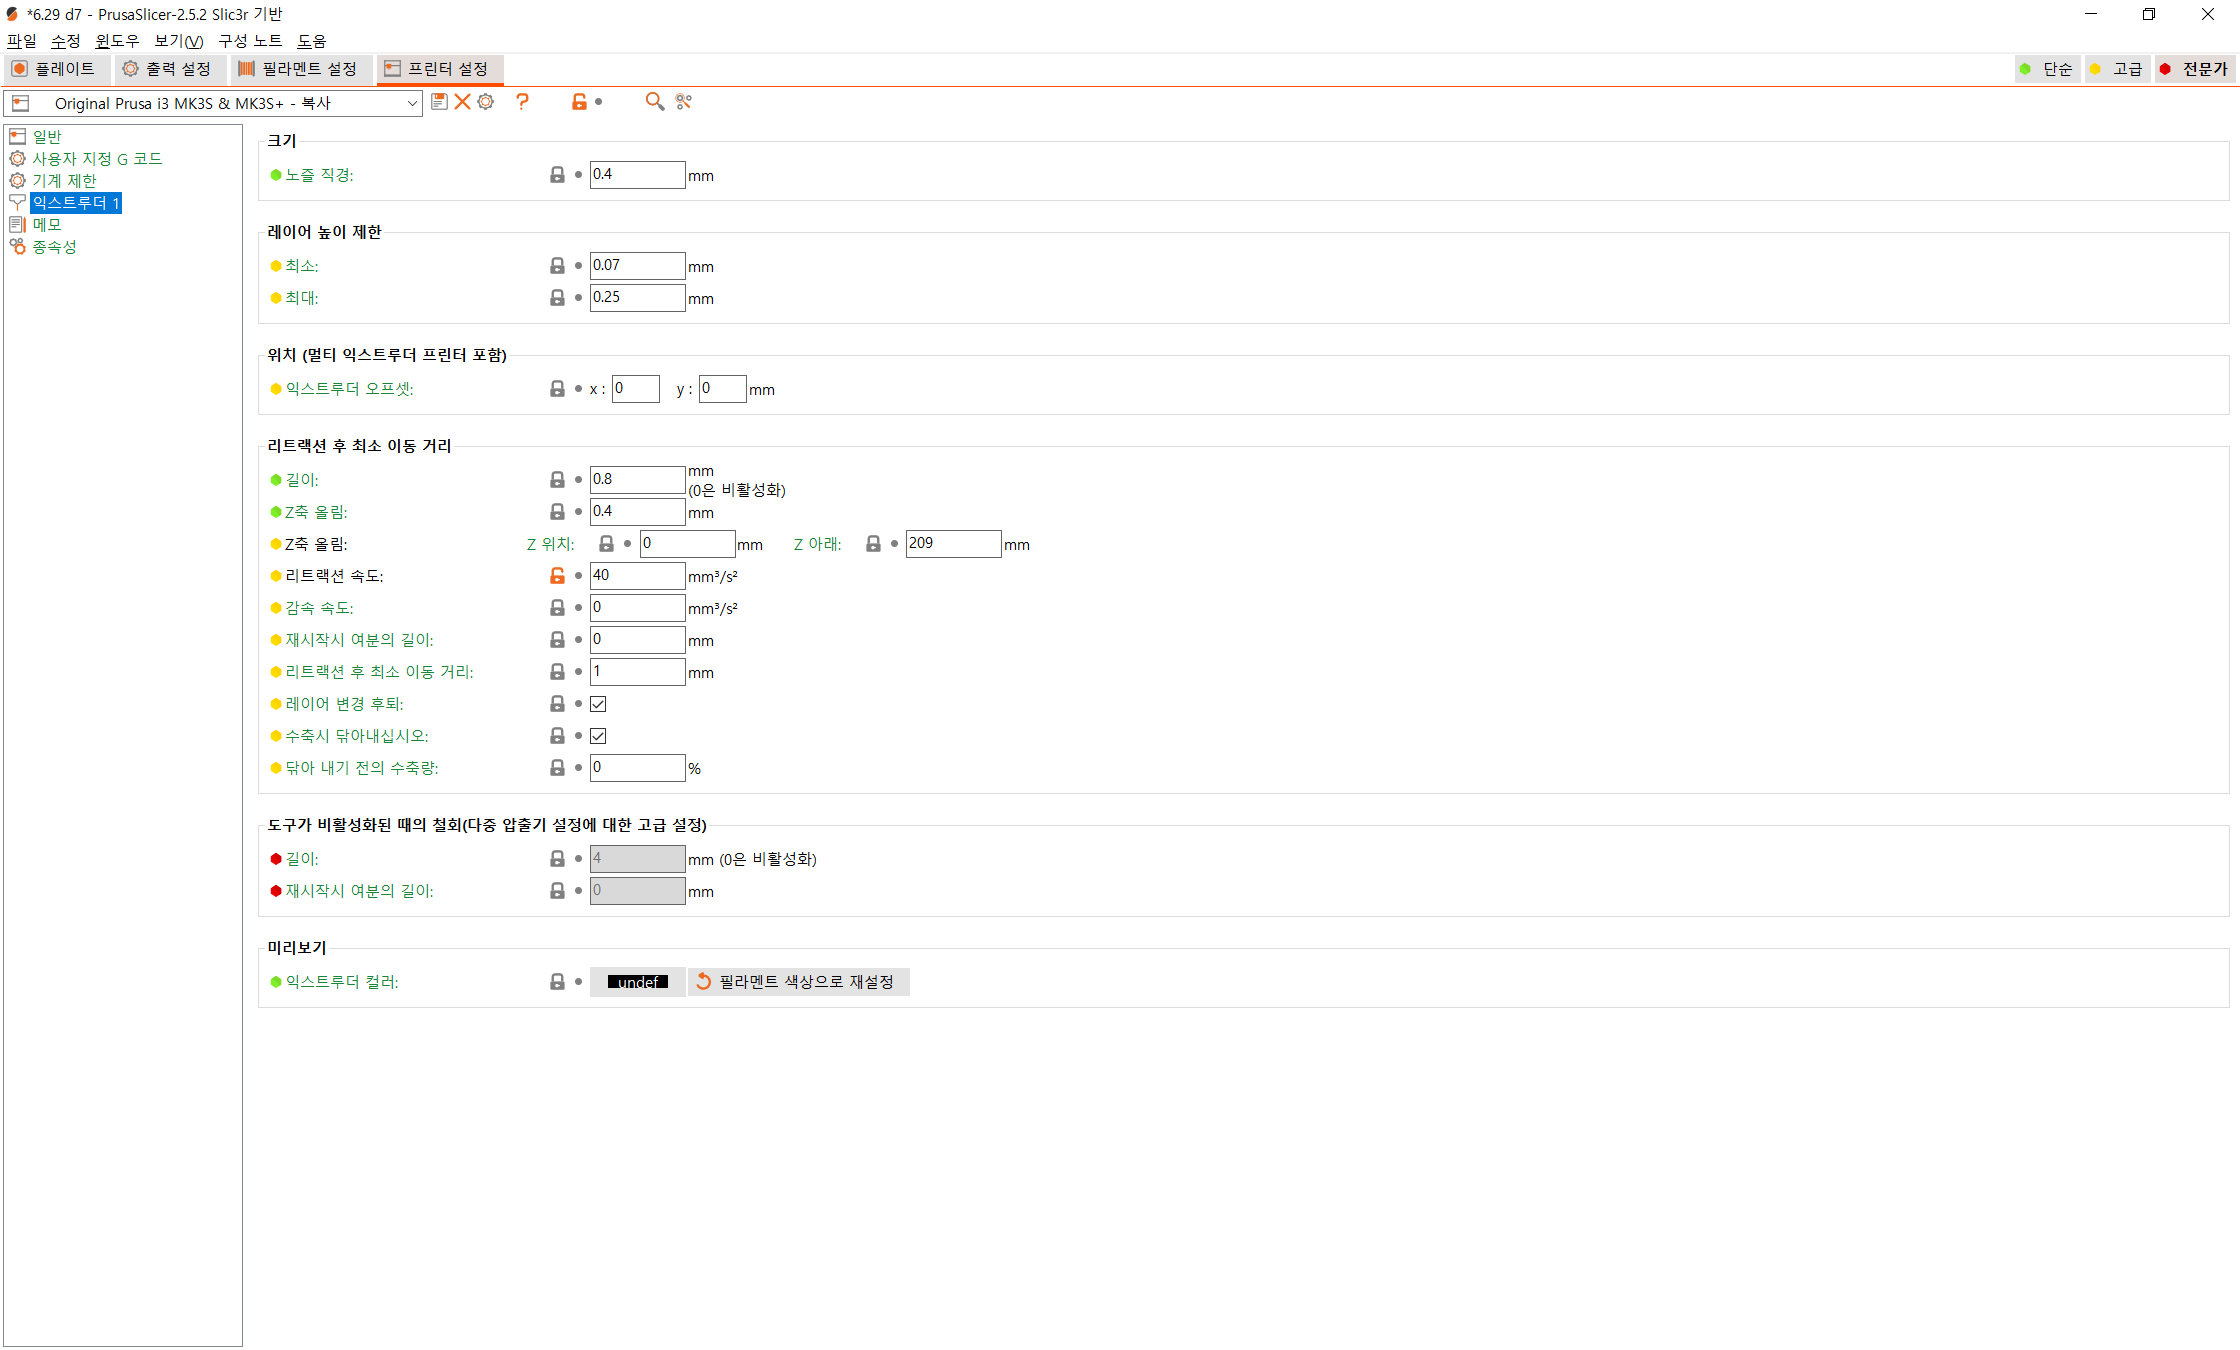 *6.29 d7 - PrusaSlicer-2.5.2 Slic3r 기반
파일 수정 윈도우 보기(V) 구성 노트 도움
플레이트 출력 설정 필라멘트 설정 프린터 설정 단순 고급 전문가
Original Prusa i3 MK3S & MK3S+ - 복사
일반
사용자 지정 G 코드
기계 제한
익스트루더 1
메모
종속성
크기
노즐 직경: 0.4 mm
레이어 높이 제한
최소: 0.07 mm
최대: 0.25 mm
위치 (멀티 익스트루더 프린터 포함)
익스트루더 오프셋: x : 0 y : 0 mm
리트랙션 후 최소 이동 거리
길이: 0.8 mm
(0은 비활성화)
Z축 올림: 0.4 mm
Z축 올림: Z 위치: 0 mm Z 아래: 209 mm
리트랙션 속도: 40 mm³/s²
감속 속도: 0 mm³/s²
재시작시 여분의 길이: 0 mm
리트랙션 후 최소 이동 거리: 1 mm
레이어 변경 후퇴:
수축시 닦아내십시오:
닦아 내기 전의 수축량: 0 %
도구가 비활성화된 때의 철회(다중 압출기 설정에 대한 고급 설정)
길이: 4 mm (0은 비활성화)
재시작시 여분의 길이: 0 mm
미리보기
익스트루더 컬러: undef 필라멘트 색상으로 재설정